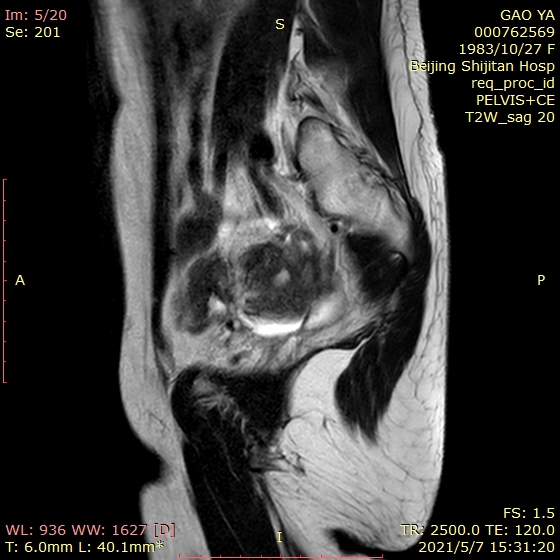 Im: 5/20
Se: 201
S
GAO YA
000762569
1983/10/27 F
Beijing Shijitan Hosp
req_proc_id
PELVIS+CE
T2W_sag 20
A
P
WL: 936 WW: 1627 [D]
T: 6.0mm L: 40.1mm*
I
FS: 1.5
TR: 2500.0 TE: 120.0
2021/5/7 15:31:20